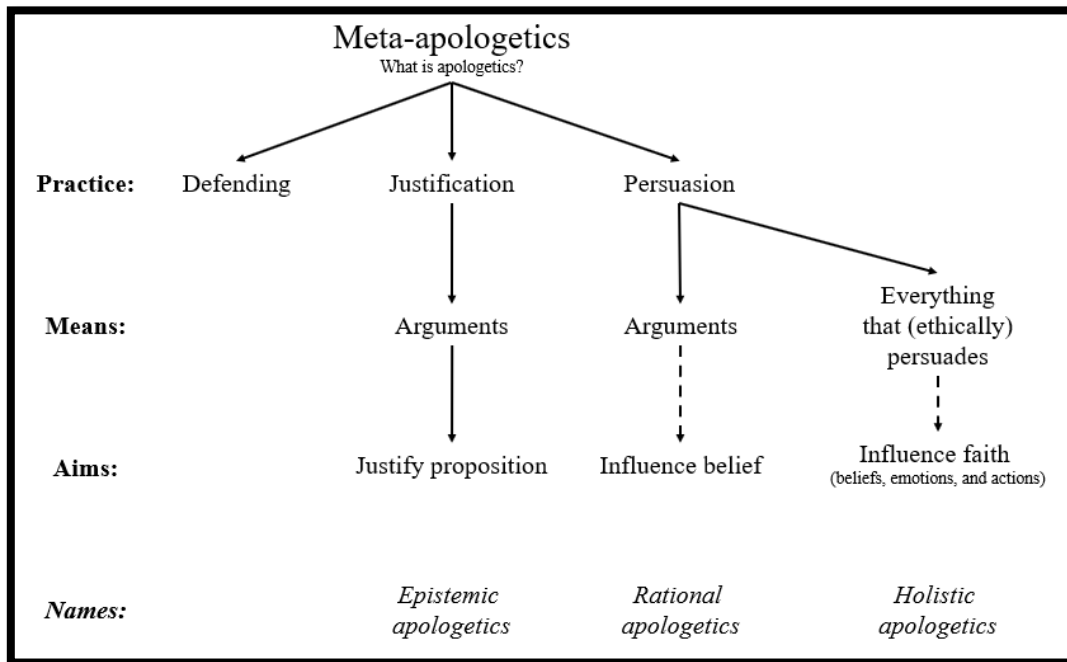 Meta-apologetics
What is apologetics?
Practice: Defending Justification Persuasion
Everything
Means: Arguments Arguments that (ethically)
persuades
Aims: Justify proposition Influence belief Influence faith
(beliefs, emotions, and actions)
Epistemic Rational Holistic
Names:
apologetics apologetics apologetics